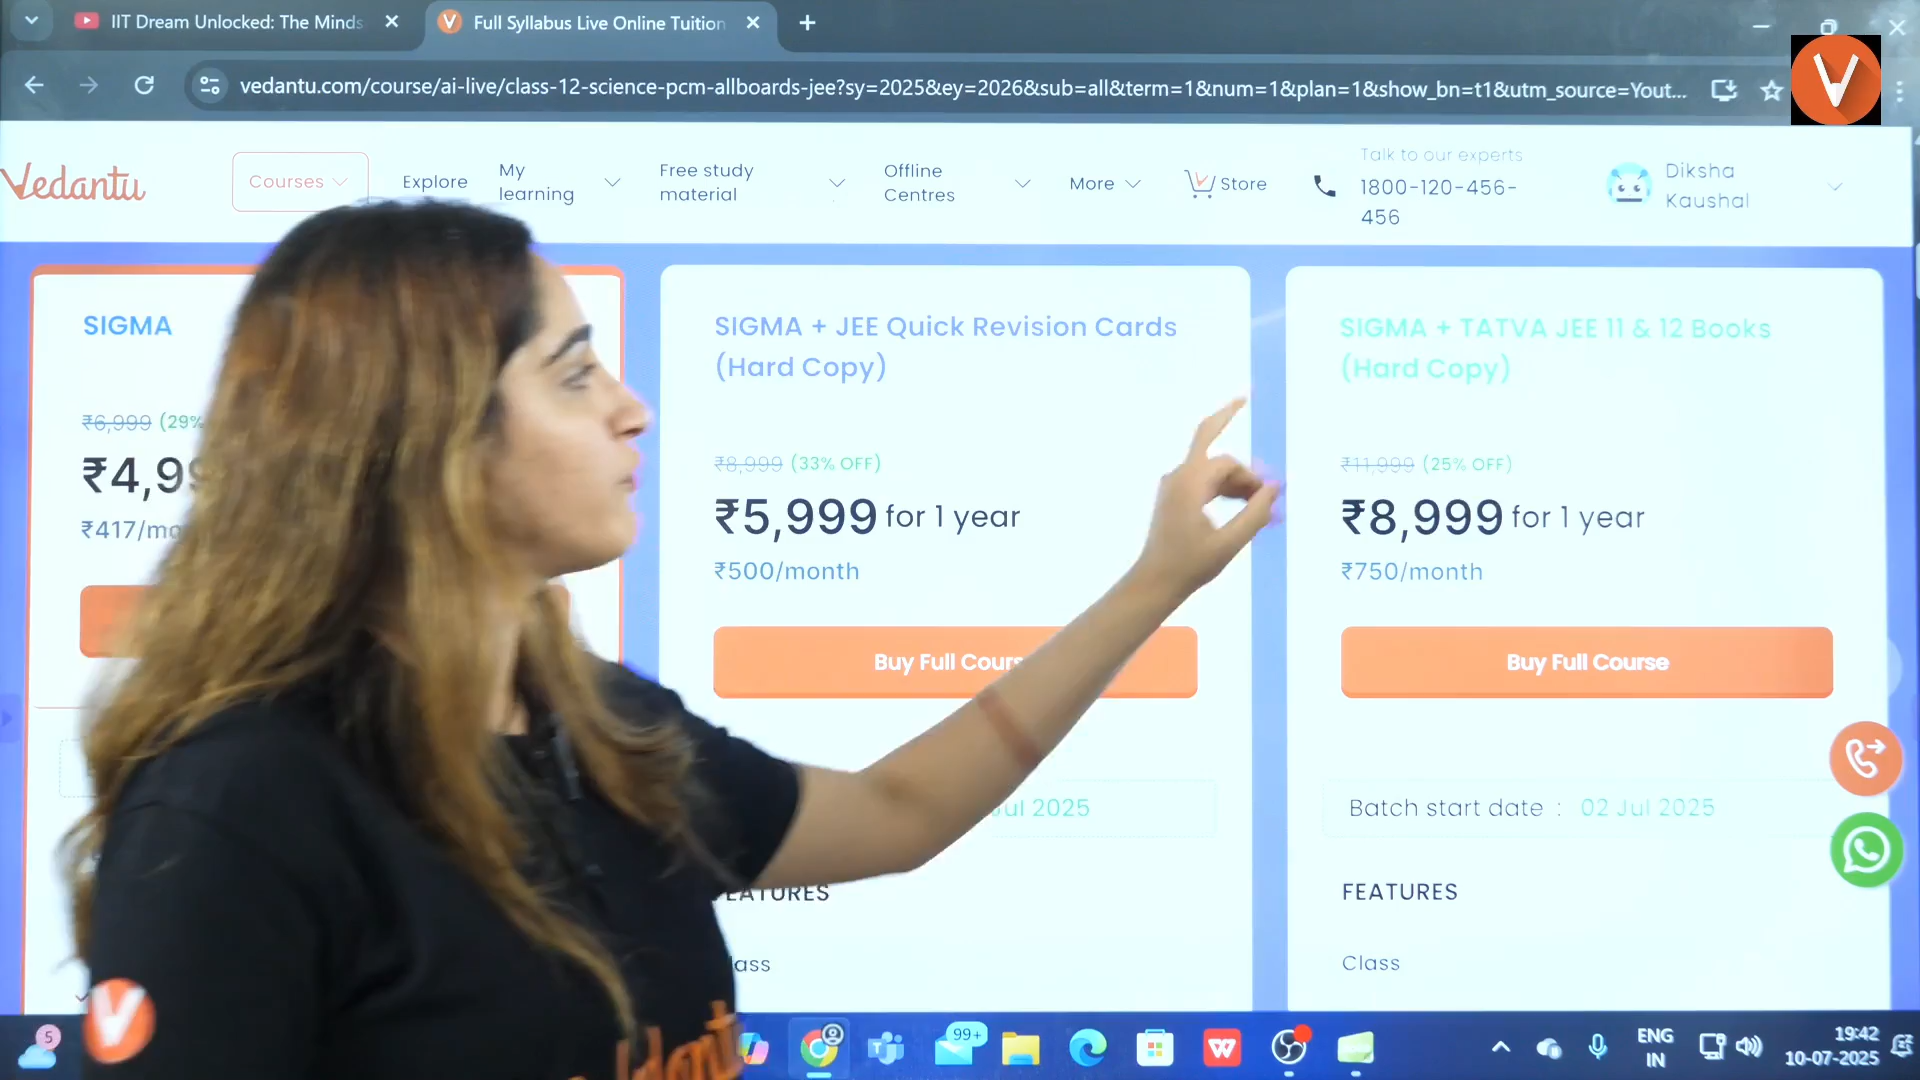 IIT Dream Unlocked: The Minds
Full Syllabus Live Online Tuition
vedantu.com/course/ai-live/class-12-science-pcm-allboards-jee?sy=2025&ey=2026&sub=all&term=1&num=1&plan=1&show_bn=t1&utm_source=Yout...
Vedantu
Courses
Explore
My learning
Free study material
Offline Centres
More
Store
Talk to our experts
1800-120-456-456
Diksha Kaushal
SIGMA
₹6,999 (29%
₹4,99
₹417/mo
SIGMA + JEE Quick Revision Cards
(Hard Copy)
₹8,999 (33% OFF)
₹5,999 for 1 year
₹500/month
Buy Full Cours
Jul 2025
FEATURES
lass
SIGMA + TATVA JEE 11 & 12 Books
(Hard Copy)
₹11,999 (25% OFF)
₹8,999 for 1 year
₹750/month
Buy Full Course
Batch start date : 02 Jul 2025
FEATURES
Class
Vedantu
5
99+
ENG
IN
19:42
10-07-2025